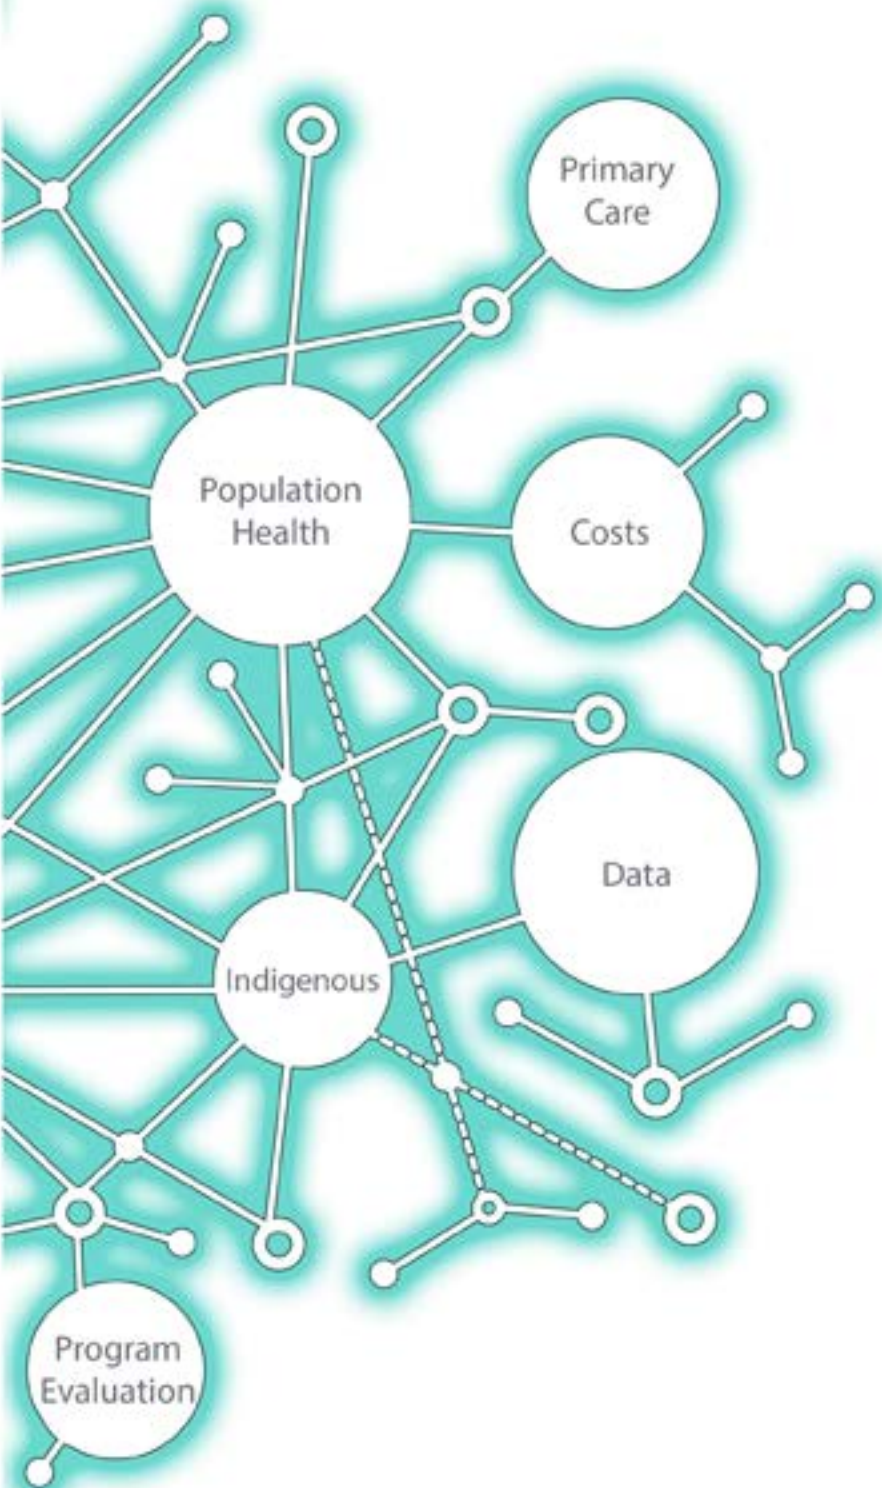 Primary
Care
Population
Health
Costs
Data
Indigenous
Program
Evaluation